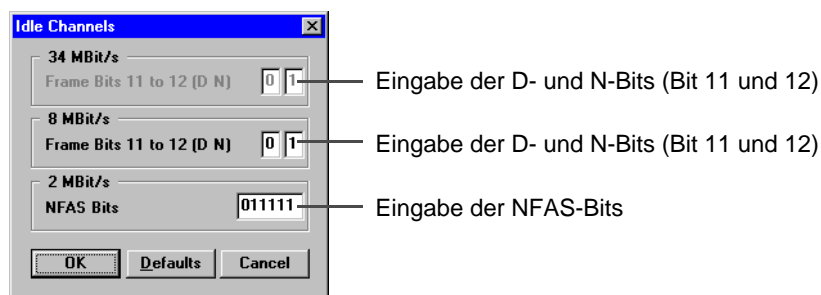 Idle Channels
34 MBit/s
Frame Bits 11 to 12 (D N) 0 1 Eingabe der D- und N-Bits (Bit 11 und 12)
8 MBit/s
Frame Bits 11 to 12 (D N) 0 1 Eingabe der D- und N-Bits (Bit 11 und 12)
2 MBit/s
NFAS Bits 011111 Eingabe der NFAS-Bits
OK Defaults Cancel